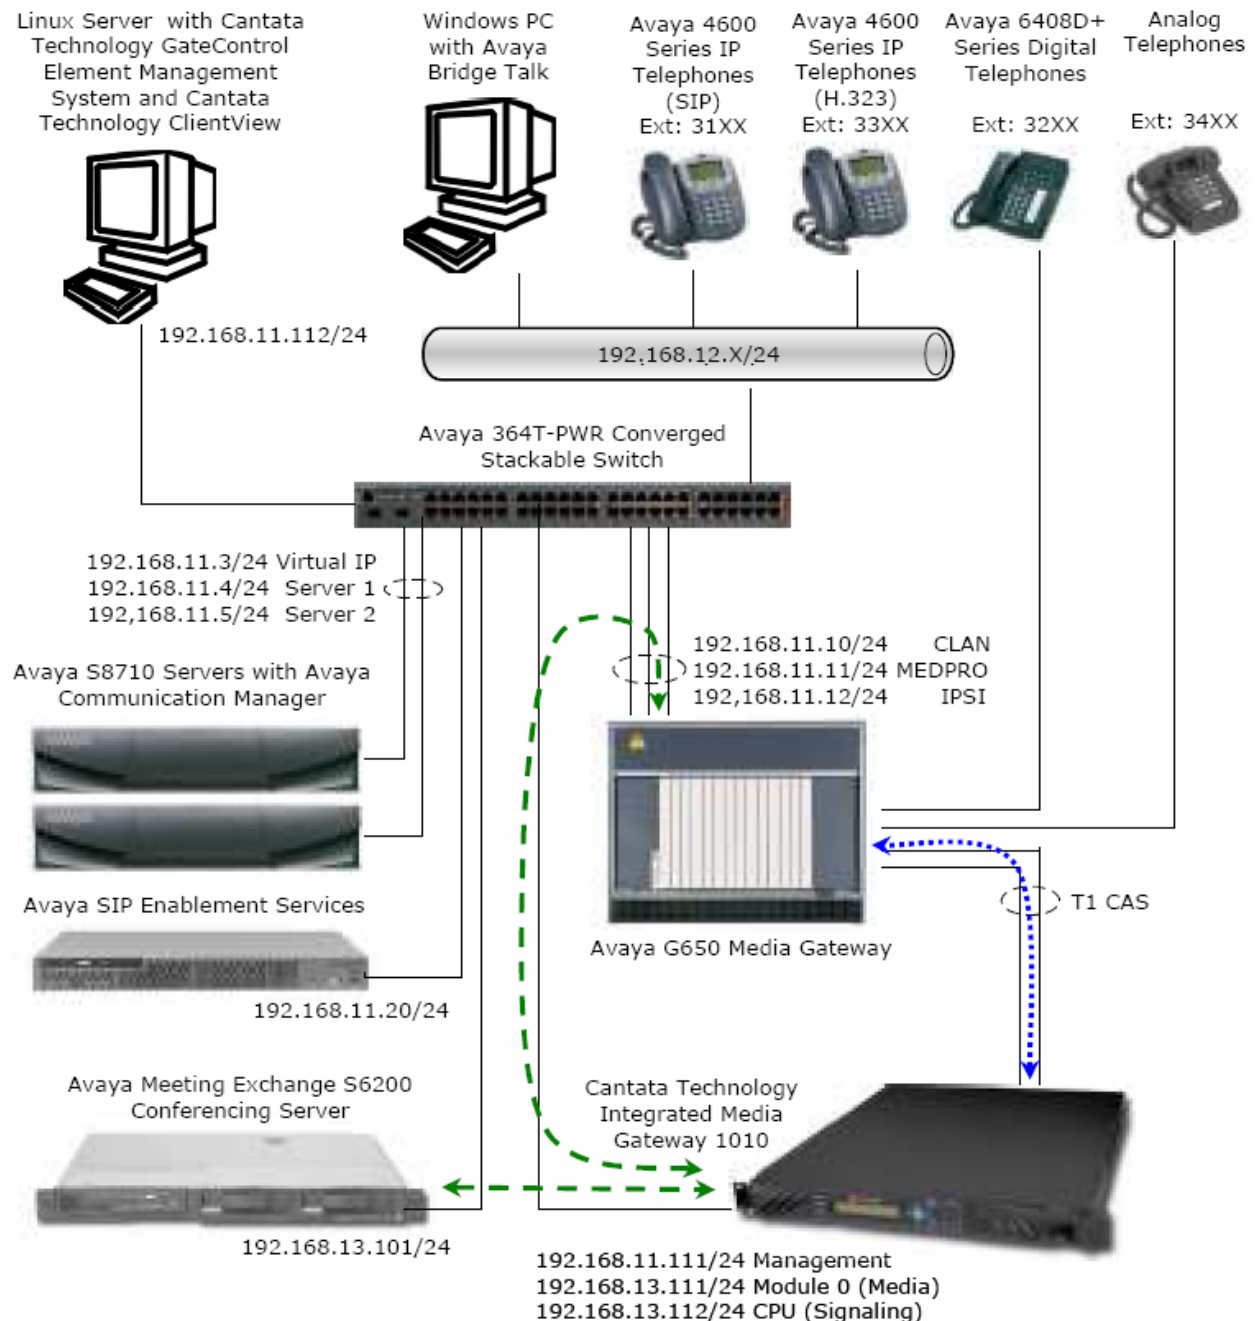 Linux Server with Cantata
Technology GateControl
Element Management
System and Cantata
Technology ClientView
Windows PC
with Avaya
Bridge Talk
Avaya 4600
Series IP
Telephones
(SIP)
Ext: 31XX
Avaya 4600
Series IP
Telephones
(H.323)
Ext: 33XX
Avaya 6408D+
Series Digital
Telephones
Ext: 32XX
Analog
Telephones
Ext: 34XX
192.168.11.112/24
192.168.12.X/24
Avaya 364T-PWR Converged
Stackable Switch
192.168.11.3/24 Virtual IP
192.168.11.4/24 Server 1
192,168.11.5/24 Server 2
192.168.11.10/24 CLAN
192.168.11.11/24 MEDPRO
192,168.11.12/24 IPSI
Avaya S8710 Servers with Avaya
Communication Manager
Avaya SIP Enablement Services
192.168.11.20/24
Avaya G650 Media Gateway
T1 CAS
Avaya Meeting Exchange S6200
Conferencing Server
192.168.13.101/24
Cantata Technology
Integrated Media
Gateway 1010
192.168.11.111/24 Management
192.168.13.111/24 Module 0 (Media)
192.168.13.112/24 CPU (Signaling)